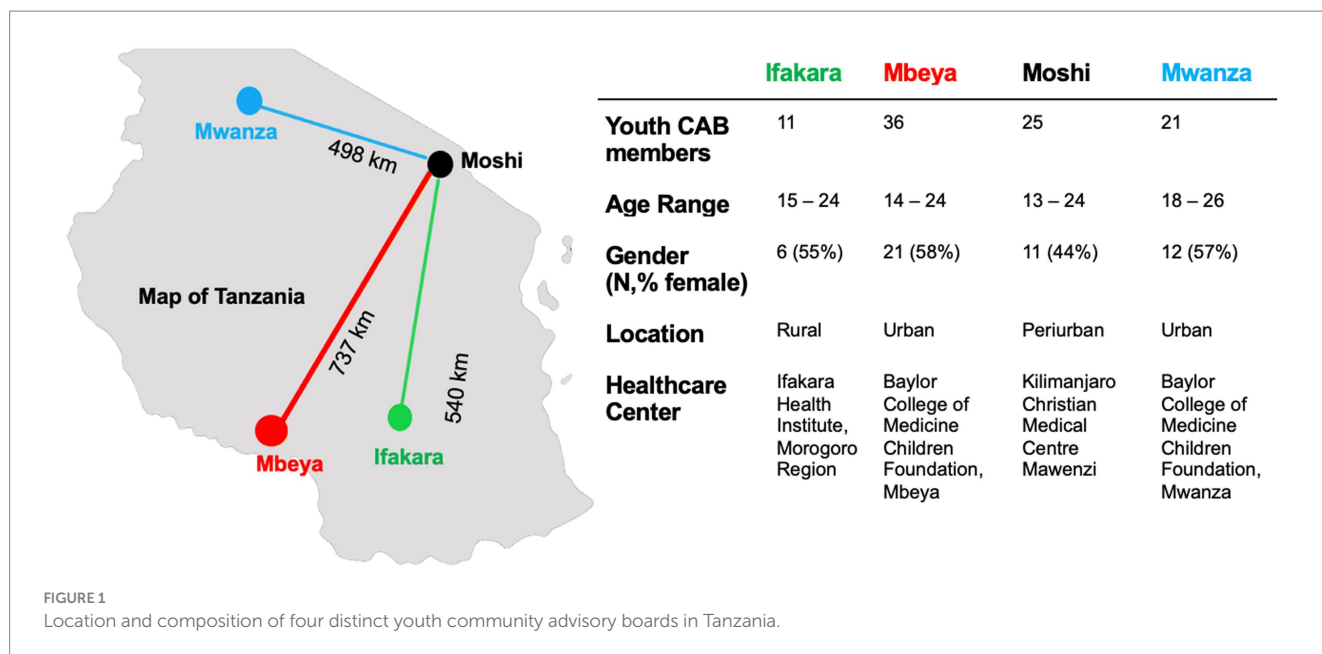 Mwanza
498 km
Moshi
Map of Tanzania
737 km
540 km
Mbeya
Ifakara
Ifakara Mbeya Moshi Mwanza
Youth CAB members 11 36 25 21
Age Range 15 – 24 14 – 24 13 – 24 18 – 26
Gender (N,% female) 6 (55%) 21 (58%) 11 (44%) 12 (57%)
Location Rural Urban Periurban Urban
Healthcare Center
Ifakara
Health
Institute,
Morogoro
Region
Baylor
College of
Medicine
Children
Foundation,
Mbeya
Kilimanjaro
Christian
Medical
Centre
Mawenzi
Baylor
College of
Medicine
Children
Foundation,
Mwanza
FIGURE 1
Location and composition of four distinct youth community advisory boards in Tanzania.